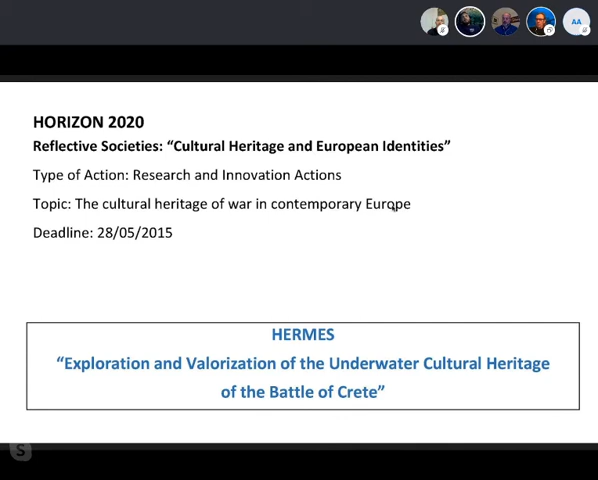 AA
HORIZON 2020
Reflective Societies: “Cultural Heritage and European Identities”
Type of Action: Research and Innovation Actions
Topic: The cultural heritage of war in contemporary Europe
Deadline: 28/05/2015
HERMES
“Exploration and Valorization of the Underwater Cultural Heritage
of the Battle of Crete”
S